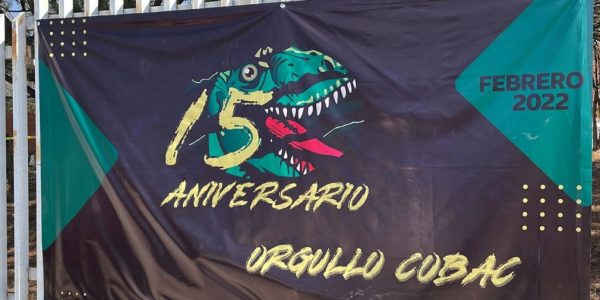 FEBRERO
2022
15
ANIVERSARIO
ORGULLO COBAC